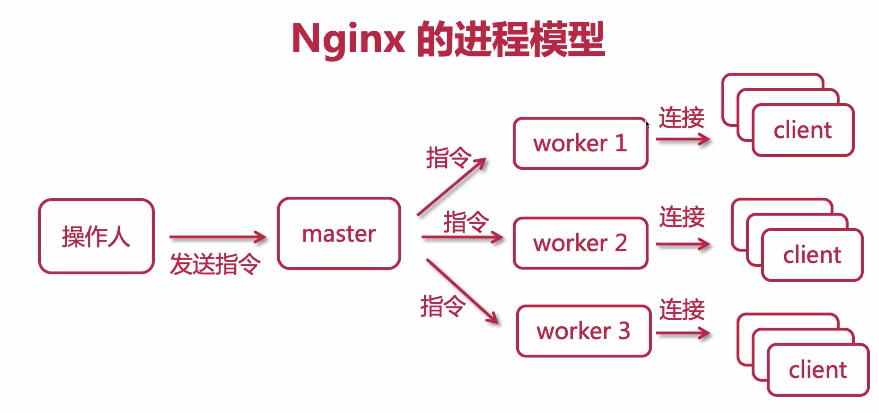 Nginx 的进程模型
操作人
发送指令
master
指令
指令
指令
worker 1
连接
client
worker 2
连接
client
worker 3
连接
client